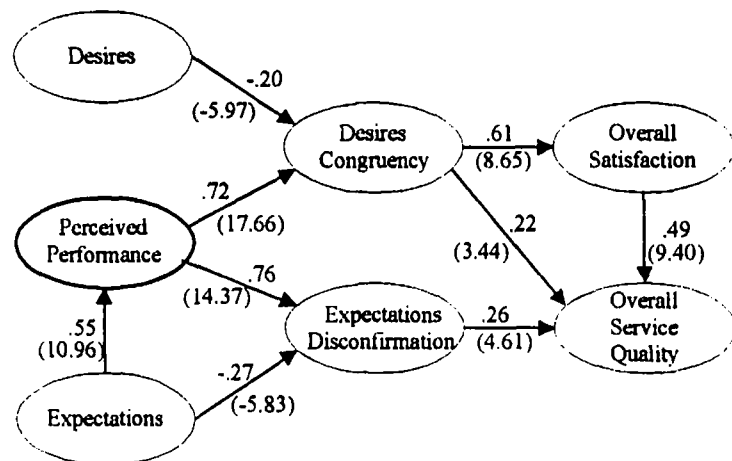 Desires
-.20
(-5.97)
Desires
Congruency
.61
(8.65)
Overall
Satisfaction
.72
(17.66)
.22
(3.44)
.49
(9.40)
Perceived
Performance
.76
(14.37)
Expectations
Disconfirmation
.26
(4.61)
Overall
Service
Quality
.55
(10.96)
-.27
(-5.83)
Expectations